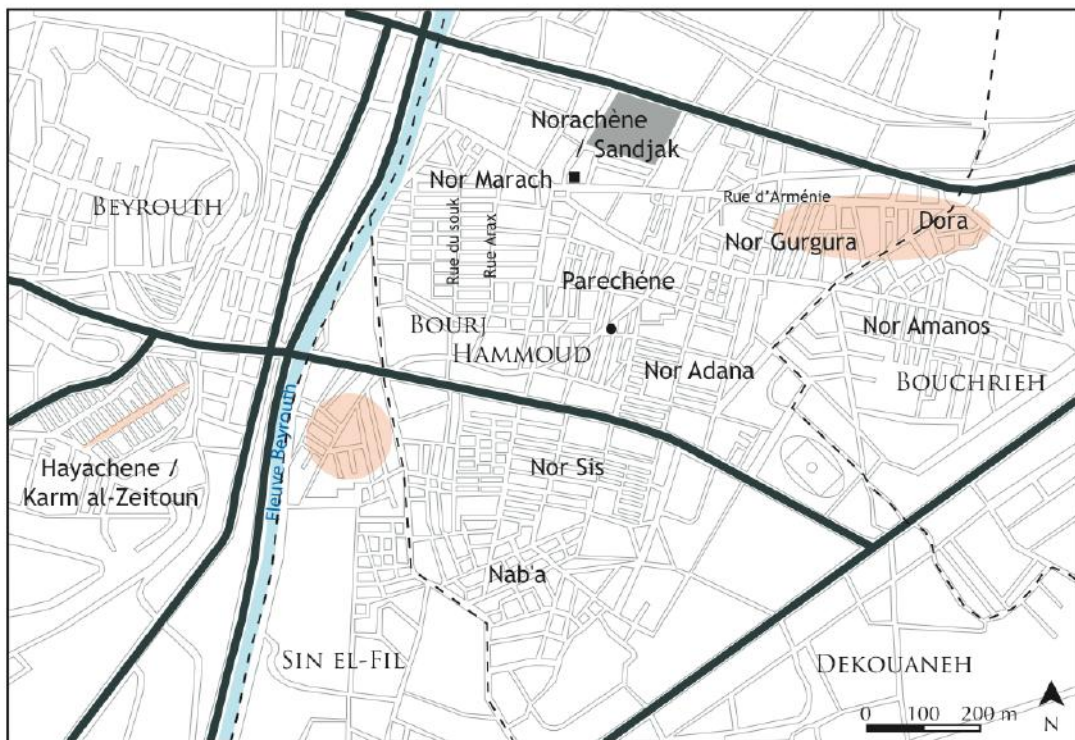 Norachène
/ Sandjak
Nor Marach
BEYROUTH
Rue d'Arménie
Dora
Nor Gurgura
Rue du souk
Rue Arax
Parechène
BOURJ
HAMMOUD
Nor Amanos
Nor Adana
BOUCHRIEH
Fleuve Beyrouth
Hayachene /
Karm al-Zeitoun
Nor Sis
Nab'a
SIN EL-FIL
DEKOUANEH
0 100 200 m
N